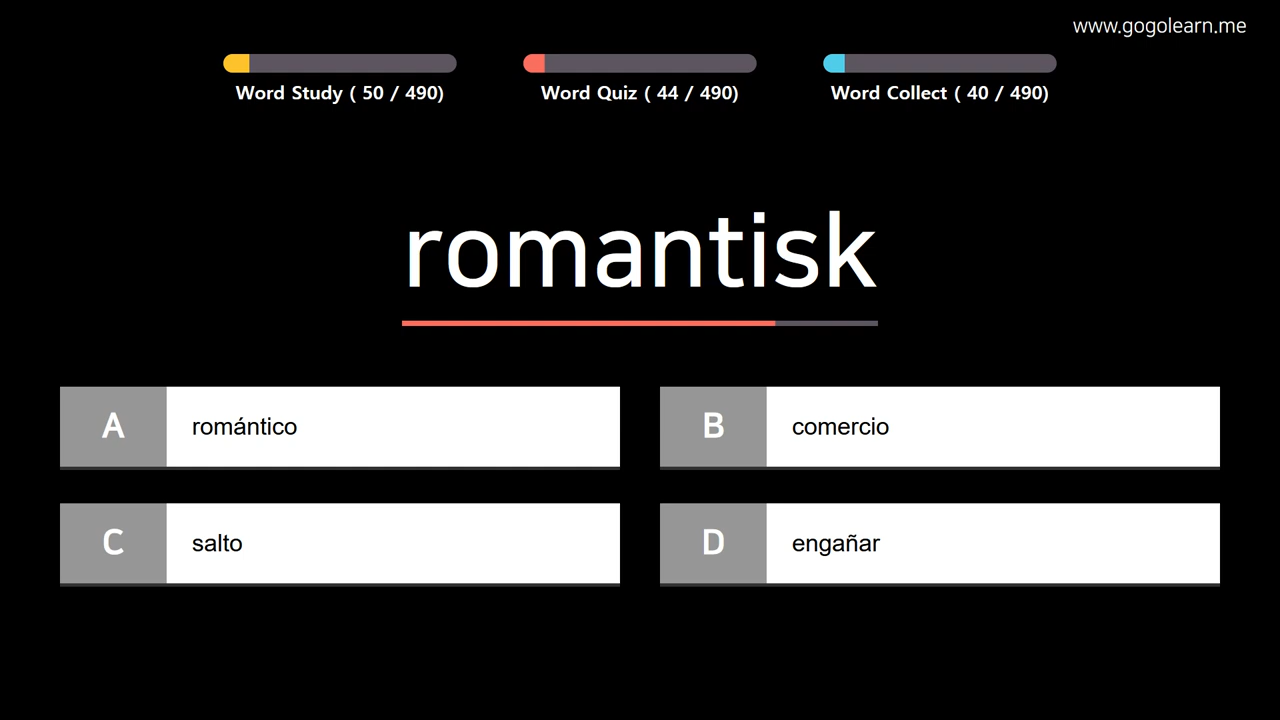 www.gogolearn.me
Word Study ( 50 / 490)
Word Quiz ( 44 / 490)
Word Collect ( 40 / 490)
romantisk
A
romántico
B
comercio
C
salto
D
engañar